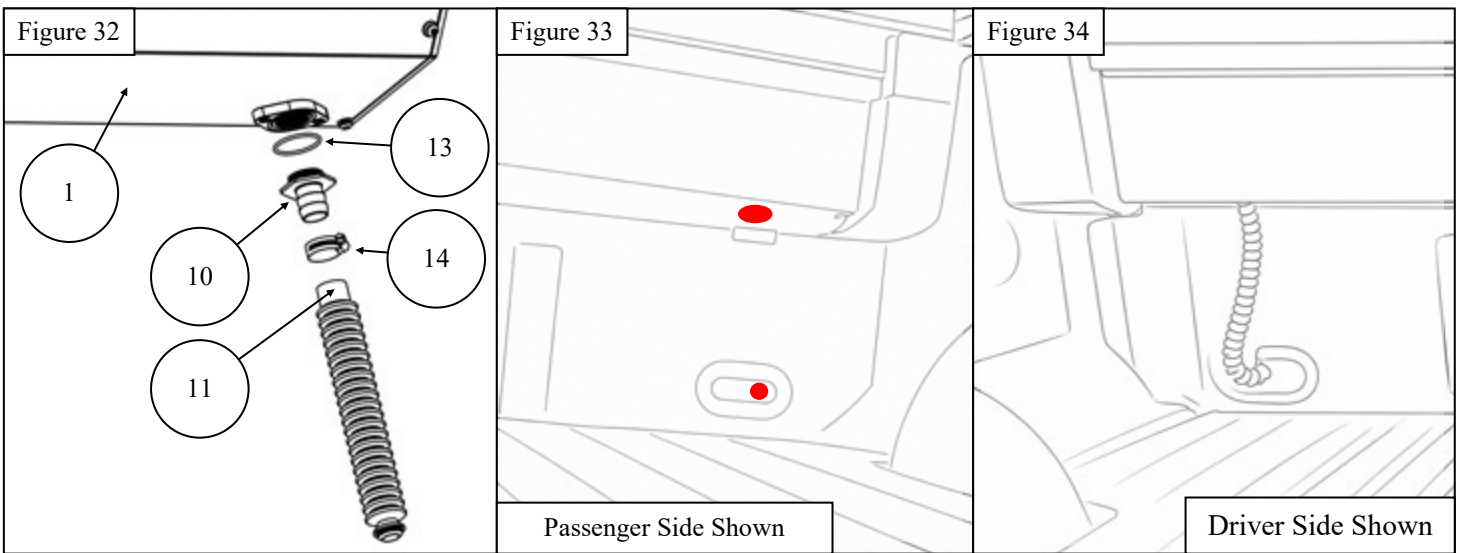 Figure 32
Figure 33
Figure 34
1
13
10
14
11
Passenger Side Shown
Driver Side Shown